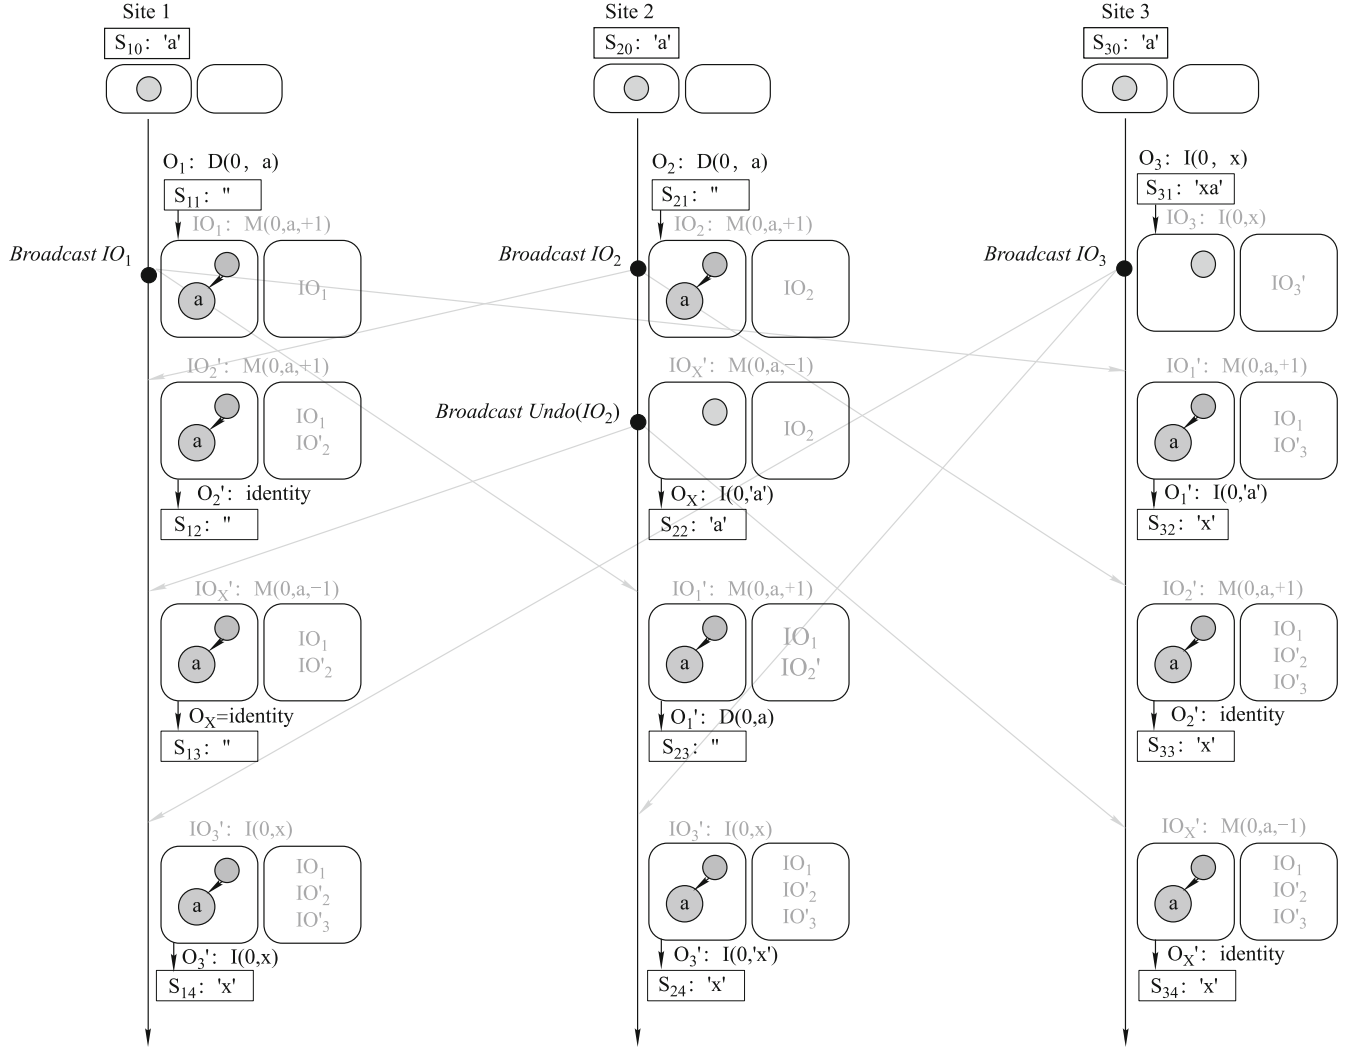 Site 1
S10: 'a'
O1: D(0, a)
S11: ''
IO1: M(0,a,+1)
Broadcast IO1
a
IO1
IO2': M(0,a,+1)
a
IO1
IO'2
O2': identity
S12: ''
IOX': M(0,a,−1)
a
IO1
IO'2
OX=identity
S13: ''
IO3': I(0,x)
a
IO1
IO'2
IO'3
O3': I(0,x)
S14: 'x'
Site 2
S20: 'a'
O2: D(0, a)
S21: ''
IO2: M(0,a,+1)
Broadcast IO2
a
IO2
IOX': M(0,a,−1)
Broadcast Undo(IO2)
IO2
OX: I(0,'a')
S22: 'a'
IO1': M(0,a,+1)
a
IO1
IO2'
O1': D(0,a)
S23: ''
IO3': I(0,x)
a
IO1
IO'2
IO'3
O3': I(0,'x')
S24: 'x'
Site 3
S30: 'a'
O3: I(0, x)
S31: 'xa'
IO3: I(0,x)
Broadcast IO3
IO3'
IO1': M(0,a,+1)
a
IO1
IO'3
O1': I(0,'a')
S32: 'x'
IO2': M(0,a,+1)
a
IO1
IO'2
IO'3
O2': identity
S33: 'x'
IOX': M(0,a,−1)
a
IO1
IO'2
IO'3
OX': identity
S34: 'x'